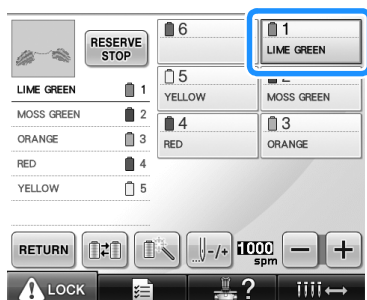 RESERVE
STOP
6
1
LIME GREEN
5
YELLOW
2
MOSS GREEN
4
RED
3
ORANGE
LIME GREEN 1
MOSS GREEN 2
ORANGE 3
RED 4
YELLOW 5
RETURN
-/+
1000
spm
− +
LOCK
?